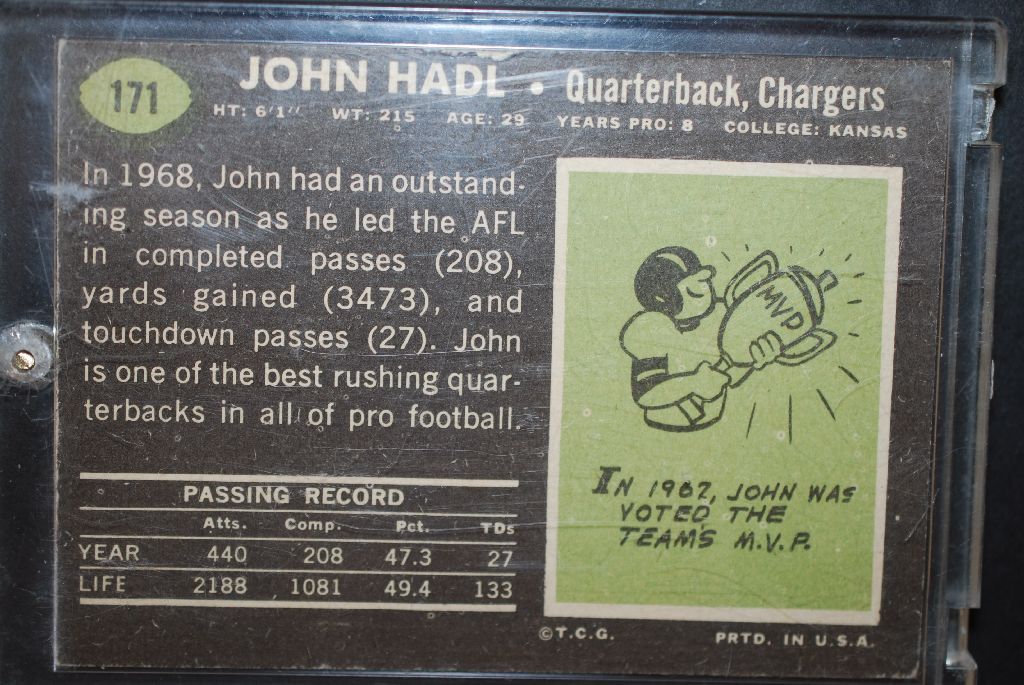 171
JOHN HADL • Quarterback, Chargers
HT: 6'1" WT: 215 AGE: 29 YEARS PRO: 8 COLLEGE: KANSAS
In 1968, John had an outstand-
ing season as he led the AFL
in completed passes (208),
yards gained (3473), and
touchdown passes (27). John
is one of the best rushing quar-
terbacks in all of pro football.
PASSING RECORD
Atts. Comp. Pct. TDs
YEAR 440 208 47.3 27
LIFE 2188 1081 49.4 133
MVP
IN 1967, JOHN WAS
VOTED THE
TEAM'S M.V.P.
©T.C.G. PRTD. IN U.S.A.